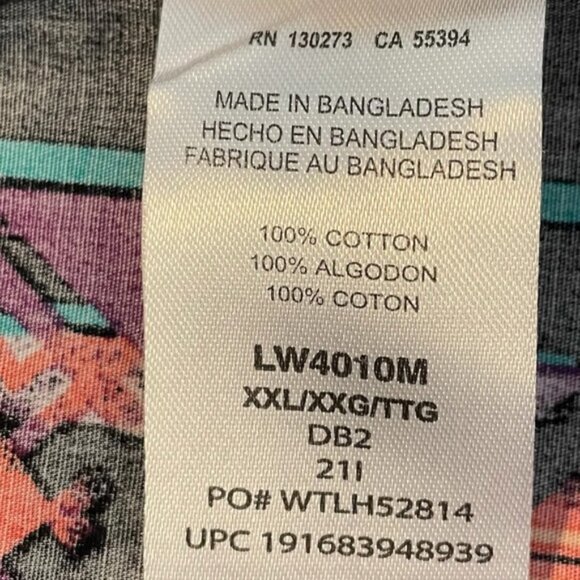 RN 130273 CA 55394
MADE IN BANGLADESH
HECHO EN BANGLADESH
FABRIQUE AU BANGLADESH
100% COTTON
100% ALGODON
100% COTON
LW4010M
XXL/XXG/TTG
DB2
21I
PO# WTLH52814
UPC 191683948939